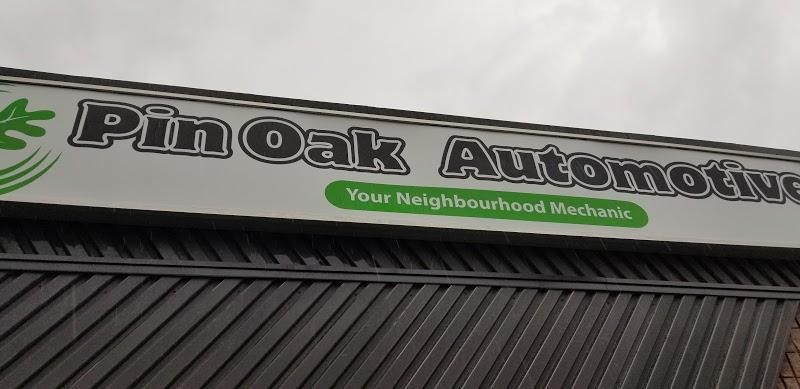 Pin Oak Automotive
Your Neighbourhood Mechanic